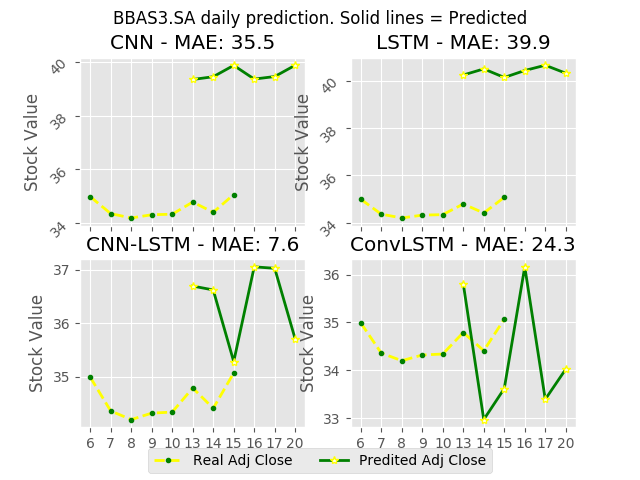 BBAS3.SA daily prediction. Solid lines = Predicted
CNN - MAE: 35.5
LSTM - MAE: 39.9
Stock Value
40
38
36
34
Stock Value
40
38
36
34
CNN-LSTM - MAE: 7.6
ConvLSTM - MAE: 24.3
Stock Value
37
36
35
Stock Value
36
35
34
33
6 7 8 9 10 13 14 15 16 17 20
6 7 8 9 10 13 14 15 16 17 20
Real Adj Close
Predited Adj Close